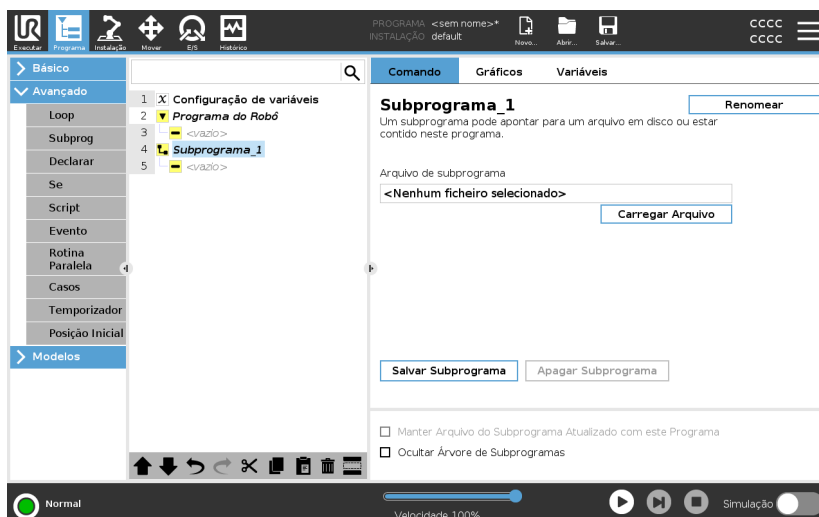 PROGRAMA <sem nome>*
INSTALAÇÃO default
CCCC
CCCC
Executar
Programa
Instalação
Mover
E/S
Histórico
Novo...
Abrir...
Salvar...
Básico
Avançado
Loop
Subprog
Declarar
Se
Script
Evento
Rotina
Paralela
Casos
Temporizador
Posição Inicial
Modelos
1 X Configuração de variáveis
2 Programa do Robô
3 <vazio>
4 Subprograma_1
5 <vazio>
Comando Gráficos Variáveis
Subprograma_1
Renomear
Um subprograma pode apontar para um arquivo em disco ou estar
contido neste programa.
Arquivo de subprograma
<Nenhum ficheiro selecionado>
Carregar Arquivo
Salvar Subprograma
Apagar Subprograma
Manter Arquivo do Subprograma Atualizado com este Programa
Ocultar Árvore de Subprogramas
Normal
Velocidade 100%
Simulação